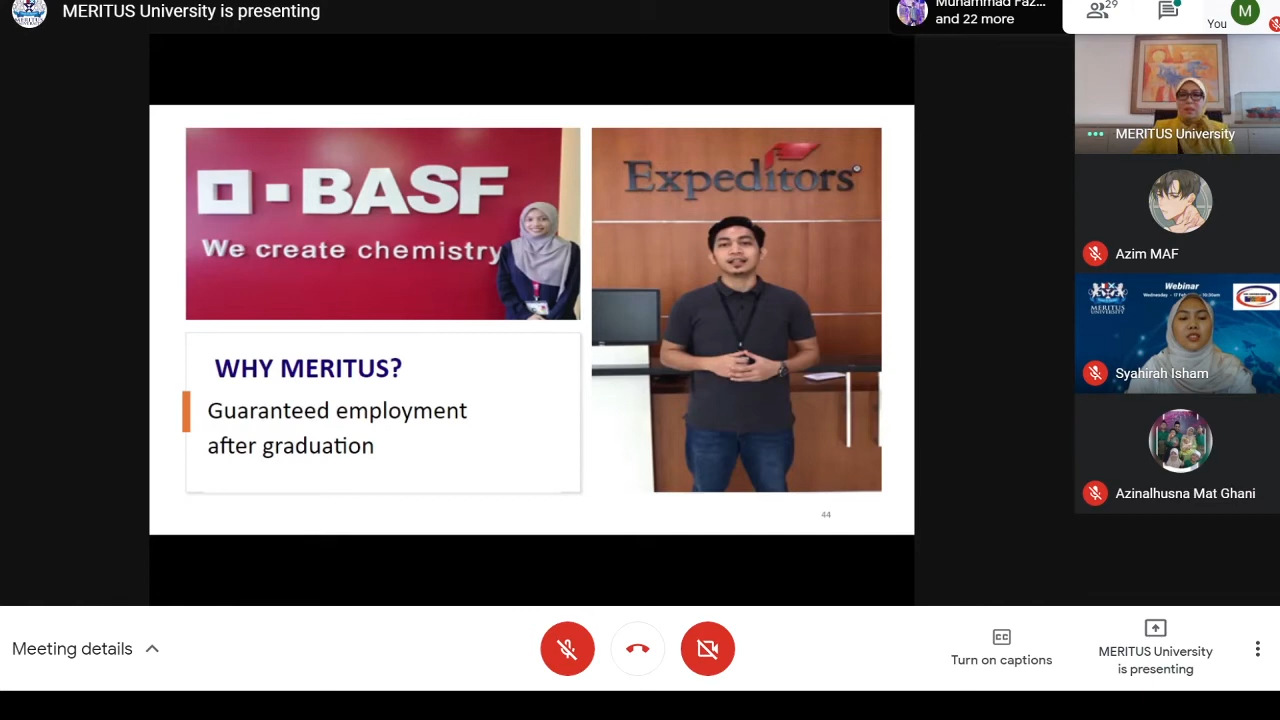 MERITUS University is presenting
Muhammad Faz...
and 22 more
29
You
M
BASF
We create chemistry
Expeditors
WHY MERITUS?
Guaranteed employment
after graduation
44
MERITUS University
Azim MAF
MERITUS
UNIVERSITY
Webinar
Syahirah Isham
Azinalhusna Mat Ghani
Meeting details
CC
Turn on captions
MERITUS University
is presenting